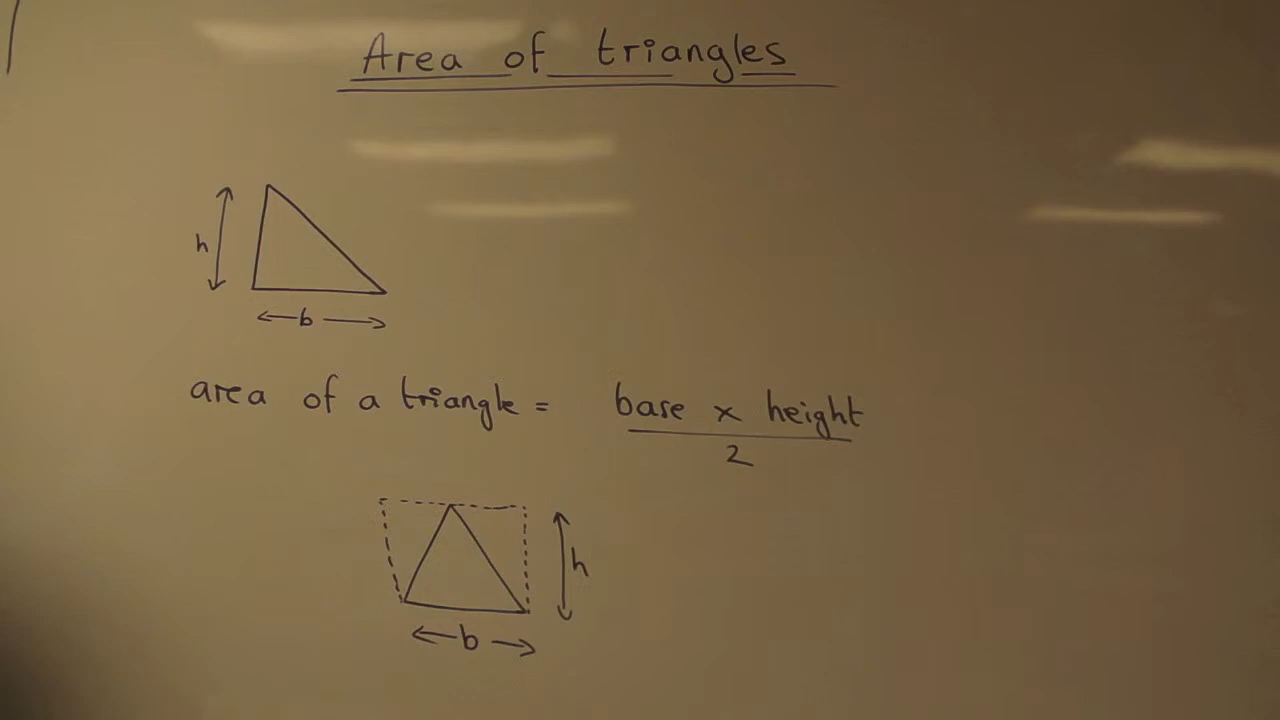 Area of triangles
h
b
area of a triangle = base x height
2
h
b